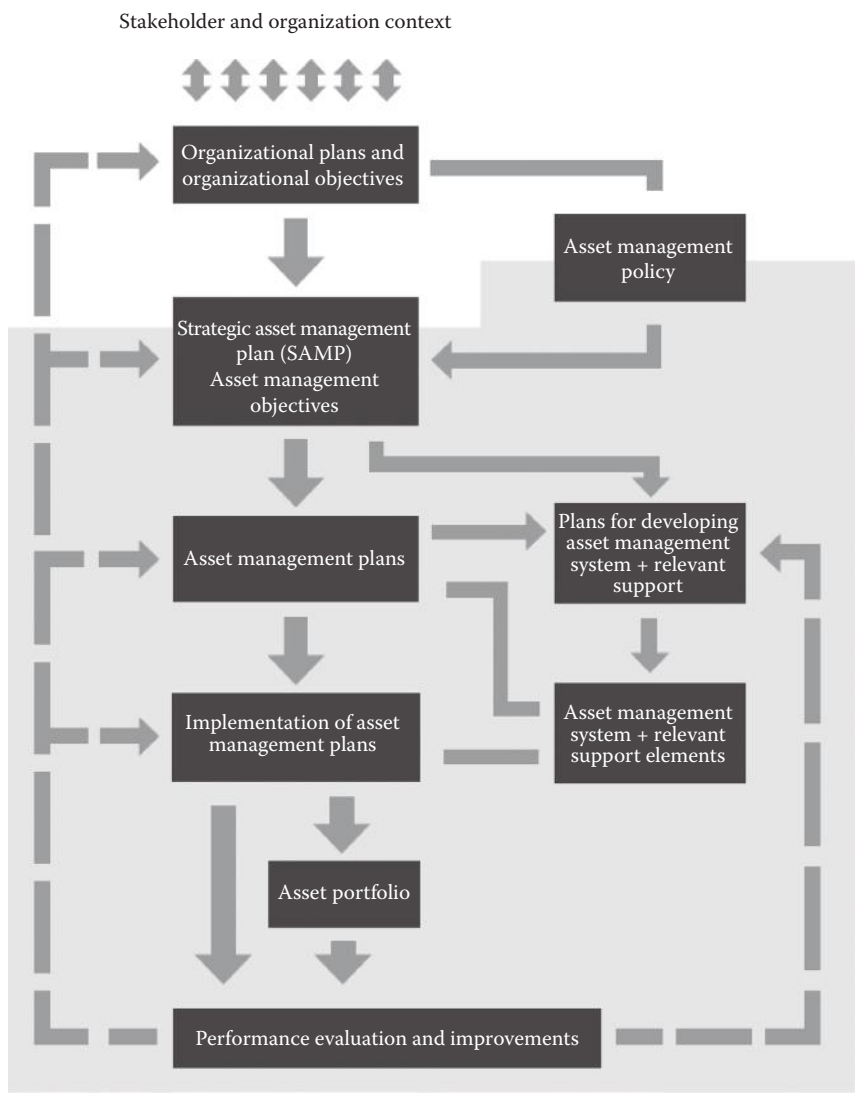 Stakeholder and organization context
Organizational plans and
organizational objectives
Asset management
policy
Strategic asset management
plan (SAMP)
Asset management
objectives
Asset management plans
Plans for developing
asset management
system + relevant
support
Implementation of asset
management plans
Asset management
system + relevant
support elements
Asset portfolio
Performance evaluation and improvements